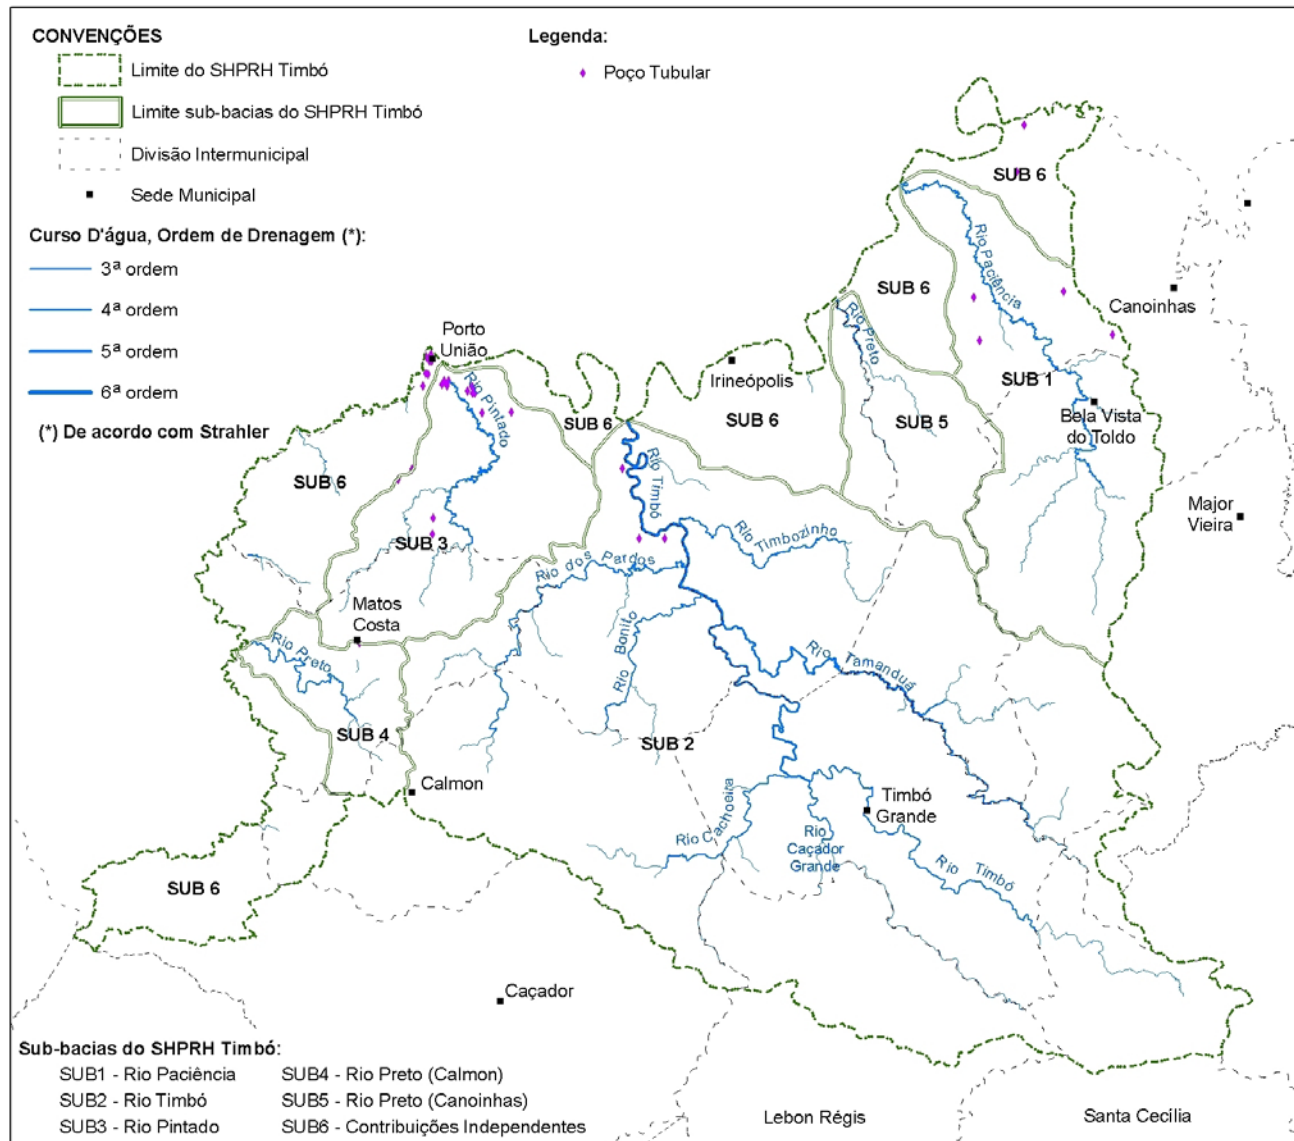 CONVENÇÕES
Limite do SHPRH Timbó
Limite sub-bacias do SHPRH Timbó
Divisão Intermunicipal
Sede Municipal
Legenda:
Poço Tubular
Curso D'água, Ordem de Drenagem (*):
3ª ordem
4ª ordem
5ª ordem
6ª ordem
(*) De acordo com Strahler
SUB 6
Rio Paciência
SUB 6
Canoinhas
Rio Preto
Porto
União
Irineópolis
SUB 1
Rio Pintado
Bela Vista
do Toldo
SUB 6
SUB 6
SUB 5
Rio Timbó
SUB 6
Major
Vieira
Rio Timbozinho
SUB 3
Rio dos Pardos
Matos
Costa
Rio Bonito
Rio Preto
Rio Tamanduá
SUB 4
SUB 2
Calmon
Timbó
Grande
Rio Cachoeira
Rio
Caçador
Grande
Rio Timbó
SUB 6
Caçador
Sub-bacias do SHPRH Timbó:
SUB1 - Rio Paciência
SUB2 - Rio Timbó
SUB3 - Rio Pintado
SUB4 - Rio Preto (Calmon)
SUB5 - Rio Preto (Canoinhas)
SUB6 - Contribuições Independentes
Lebon Régis
Santa Cecília